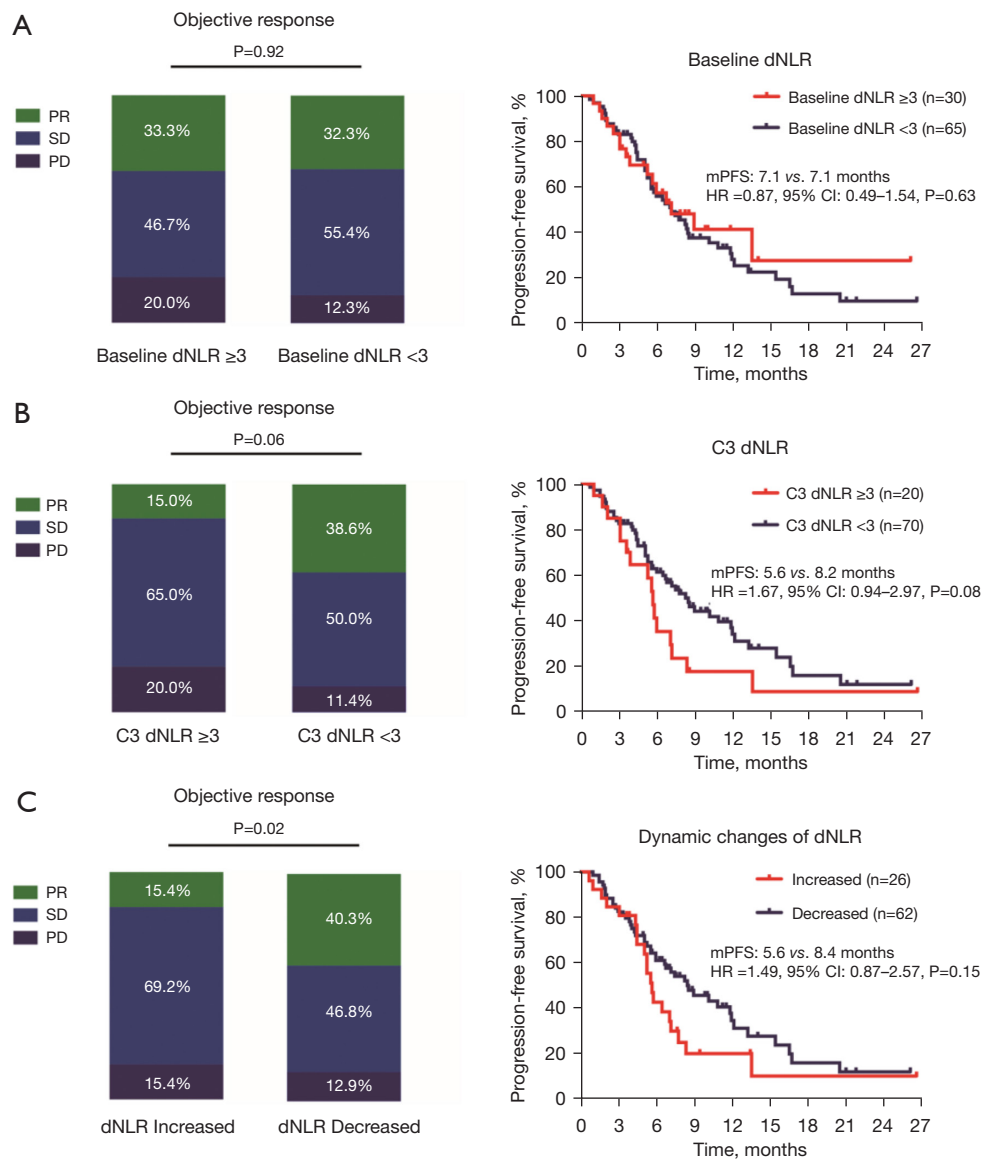 A
Objective response
P=0.92
PR
SD
PD
33.3%
46.7%
20.0%
32.3%
55.4%
12.3%
Baseline dNLR ≥3
Baseline dNLR <3
Baseline dNLR
Progression-free survival, %
100
80
60
40
20
0
Baseline dNLR ≥3 (n=30)
Baseline dNLR <3 (n=65)
mPFS: 7.1 vs. 7.1 months
HR =0.87, 95% CI: 0.49–1.54, P=0.63
0 3 6 9 12 15 18 21 24 27
Time, months
B
Objective response
P=0.06
PR
SD
PD
15.0%
65.0%
20.0%
38.6%
50.0%
11.4%
C3 dNLR ≥3
C3 dNLR <3
C3 dNLR
Progression-free survival, %
100
80
60
40
20
0
C3 dNLR ≥3 (n=20)
C3 dNLR <3 (n=70)
mPFS: 5.6 vs. 8.2 months
HR =1.67, 95% CI: 0.94–2.97, P=0.08
0 3 6 9 12 15 18 21 24 27
Time, months
C
Objective response
P=0.02
PR
SD
PD
15.4%
69.2%
15.4%
40.3%
46.8%
12.9%
dNLR Increased
dNLR Decreased
Dynamic changes of dNLR
Progression-free survival, %
100
80
60
40
20
0
Increased (n=26)
Decreased (n=62)
mPFS: 5.6 vs. 8.4 months
HR =1.49, 95% CI: 0.87–2.57, P=0.15
0 3 6 9 12 15 18 21 24 27
Time, months